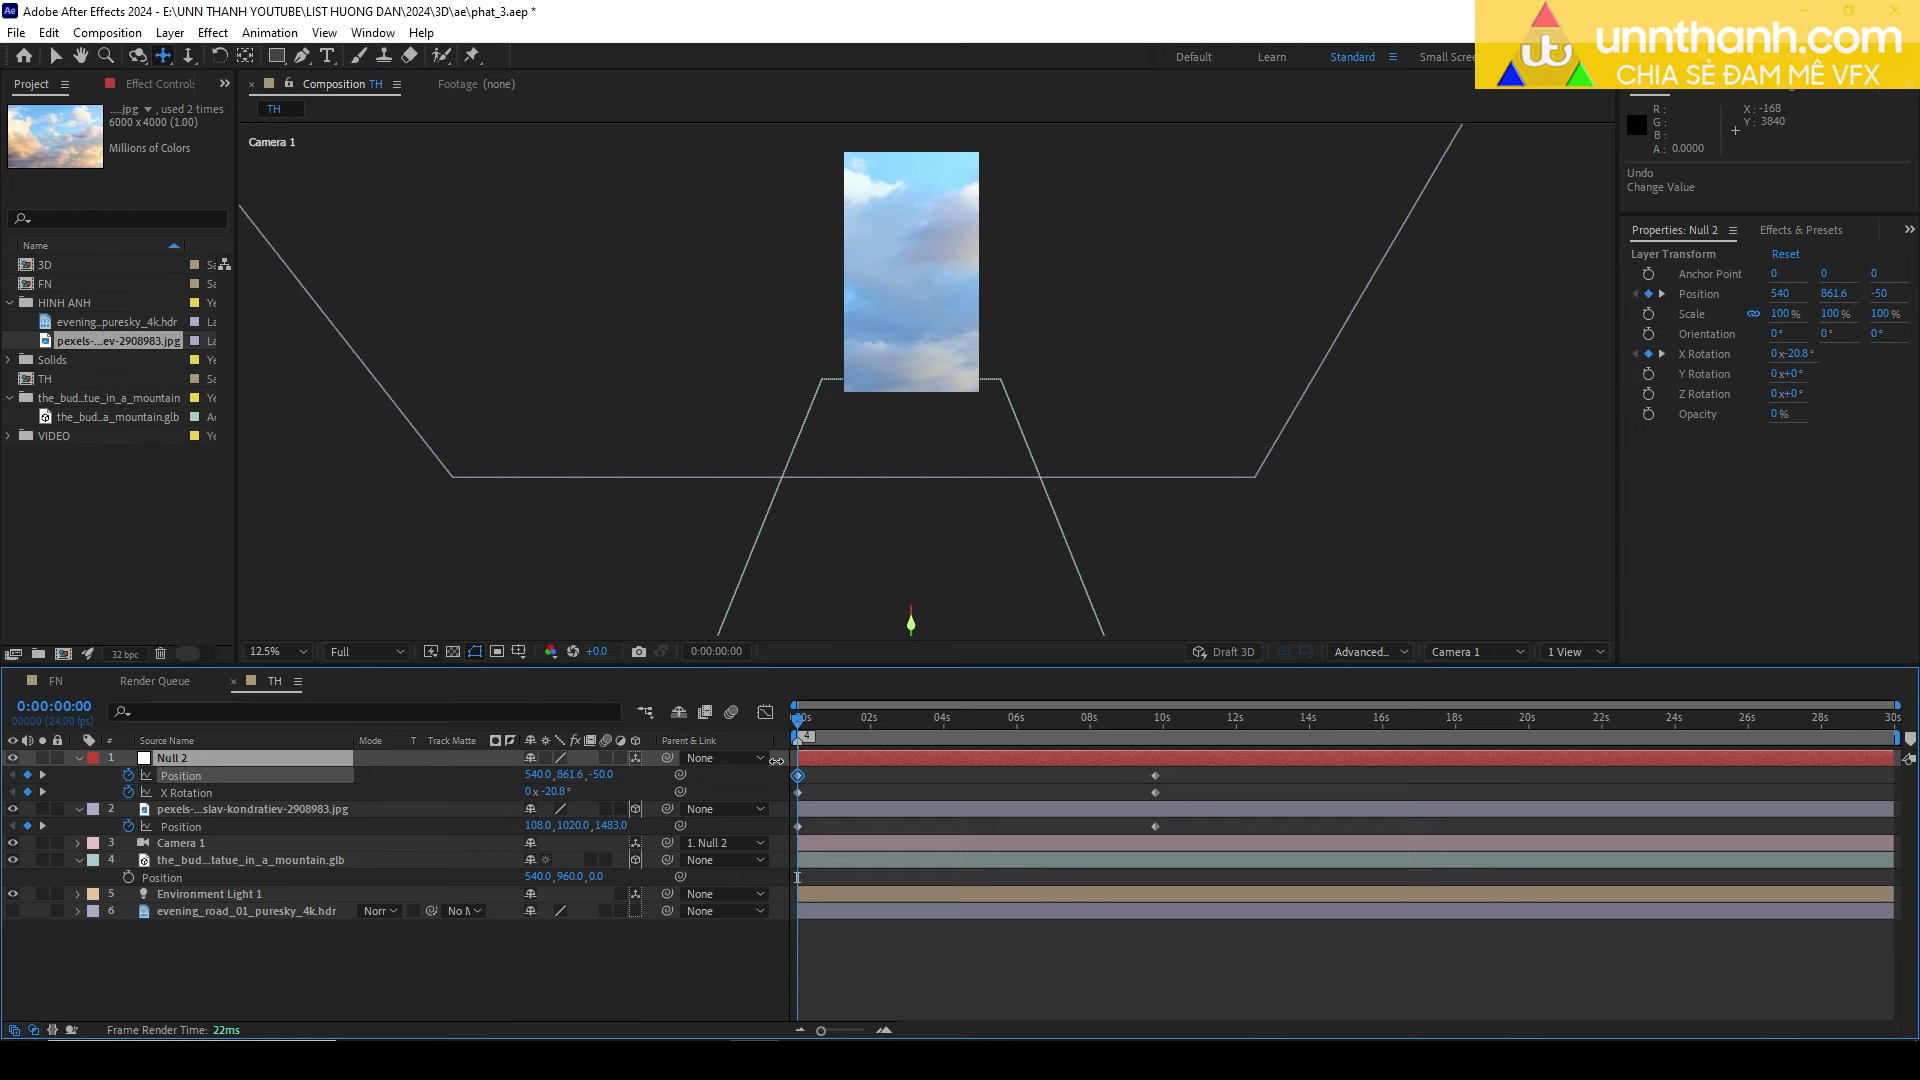 Adobe After Effects 2024 - E:\UNN THANH YOUTUBE\LIST HUONG DAN\2024\3D\ae\phat_3.aep *
File Edit Composition Layer Effect Animation View Window Help
Default Learn Standard Small Scree
unnthanh.com
CHIA SẺ ĐAM MÊ VFX
Project Effect Controls
Composition TH Footage (none)
TH
....jpg , used 2 times
6000 x 4000 (1.00)
Millions of Colors
Camera 1
R :
G :
B :
A : 0.0000
X : -168
Y : 3840
Undo
Change Value
Name
3D
FN
HINH ANH
evening...puresky_4k.hdr
pexels-...ev-2908983.jpg
Solids
TH
the_bud...tue_in_a_mountain
the_bud...a_mountain.glb
VIDEO
Properties: Null 2 Effects & Presets
Layer Transform Reset
Anchor Point 0 0 0
Position 540 861.6 -50
Scale 100 % 100 % 100 %
Orientation 0° 0° 0°
X Rotation 0x-20.8°
Y Rotation 0x+0°
Z Rotation 0x+0°
Opacity 0 %
32 bpc
12.5% Full +0.0 0:00:00:00 Draft 3D Advanced... Camera 1 1 View
FN Render Queue TH
0:00:00:00
00000 (24.00 fps)
02s 04s 06s 08s 10s 12s 14s 16s 18s 20s 22s 24s 26s 28s 30s
# Source Name Mode T Track Matte fx Parent & Link
4
1 Null 2 None
Position 540.0,861.6,-50.0
X Rotation 0x-20.8°
2 pexels-...slav-kondratiev-2908983.jpg None
Position 108.0,1020.0,1483.0
3 Camera 1 1. Null 2
4 the_bud...tatue_in_a_mountain.glb None
Position 540.0,960.0,0.0
5 Environment Light 1 None
6 evening_road_01_puresky_4k.hdr Norr No M None
Frame Render Time: 22ms